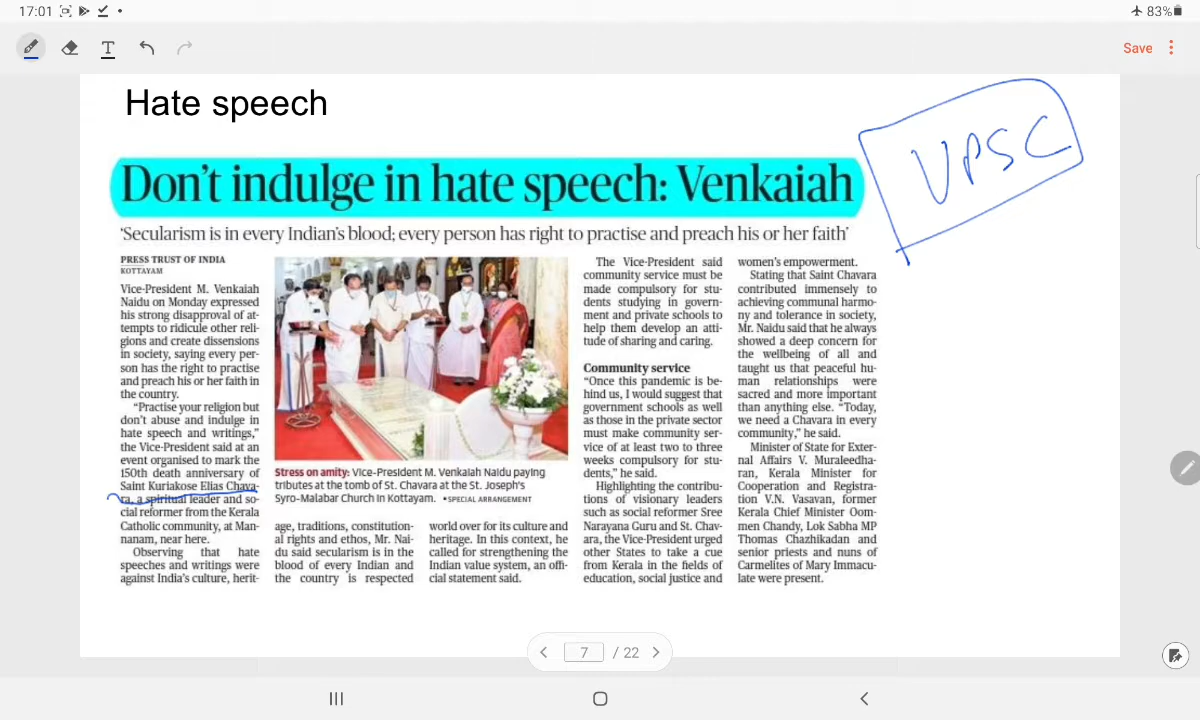 17:01
83%
Save
Hate speech
UPSC
Don't indulge in hate speech: Venkaiah
'Secularism is in every Indian's blood; every person has right to practise and preach his or her faith'
PRESS TRUST OF INDIA
KOTTAYAM
Vice-President M. Venkaiah
Naidu on Monday expressed
his strong disapproval of at-
tempts to ridicule other reli-
gions and create dissensions
in society, saying every per-
son has the right to practise
and preach his or her faith in
the country.
"Practise your religion but
don't abuse and indulge in
hate speech and writings,"
the Vice-President said at an
event organised to mark the
150th death anniversary of
Saint Kuriakose Elias Chava-
ra, a spiritual leader and so-
cial reformer from the Kerala
Catholic community, at Man-
nanam, near here.
Observing that hate
speeches and writings were
against India's culture, herit-
Stress on amity: Vice-President M. Venkaiah Naidu paying
tributes at the tomb of St. Chavara at the St. Joseph's
Syro-Malabar Church in Kottayam. •SPECIAL ARRANGEMENT
age, traditions, constitution-
al rights and ethos, Mr. Nai-
du said secularism is in the
blood of every Indian and
the country is respected
world over for its culture and
heritage. In this context, he
called for strengthening the
Indian value system, an offi-
cial statement said.
The Vice-President said
community service must be
made compulsory for stu-
dents studying in govern-
ment and private schools to
help them develop an atti-
tude of sharing and caring.
Community service
"Once this pandemic is be-
hind us, I would suggest that
government schools as well
as those in the private sector
must make community ser-
vice of at least two to three
weeks compulsory for stu-
dents," he said.
Highlighting the contribu-
tions of visionary leaders
such as social reformer Sree
Narayana Guru and St. Chav-
ara, the Vice-President urged
other States to take a cue
from Kerala in the fields of
education, social justice and
women's empowerment.
Stating that Saint Chavara
contributed immensely to
achieving communal harmo-
ny and tolerance in society,
Mr. Naidu said that he always
showed a deep concern for
the wellbeing of all and
taught us that peaceful hu-
man relationships were
sacred and more important
than anything else. "Today,
we need a Chavara in every
community," he said.
Minister of State for Exter-
nal Affairs V. Muraleedha-
ran, Kerala Minister for
Cooperation and Registra-
tion V.N. Vasavan, former
Kerala Chief Minister Oom-
men Chandy, Lok Sabha MP
Thomas Chazhikadan and
senior priests and nuns of
Carmelites of Mary Immacu-
late were present.
7 / 22